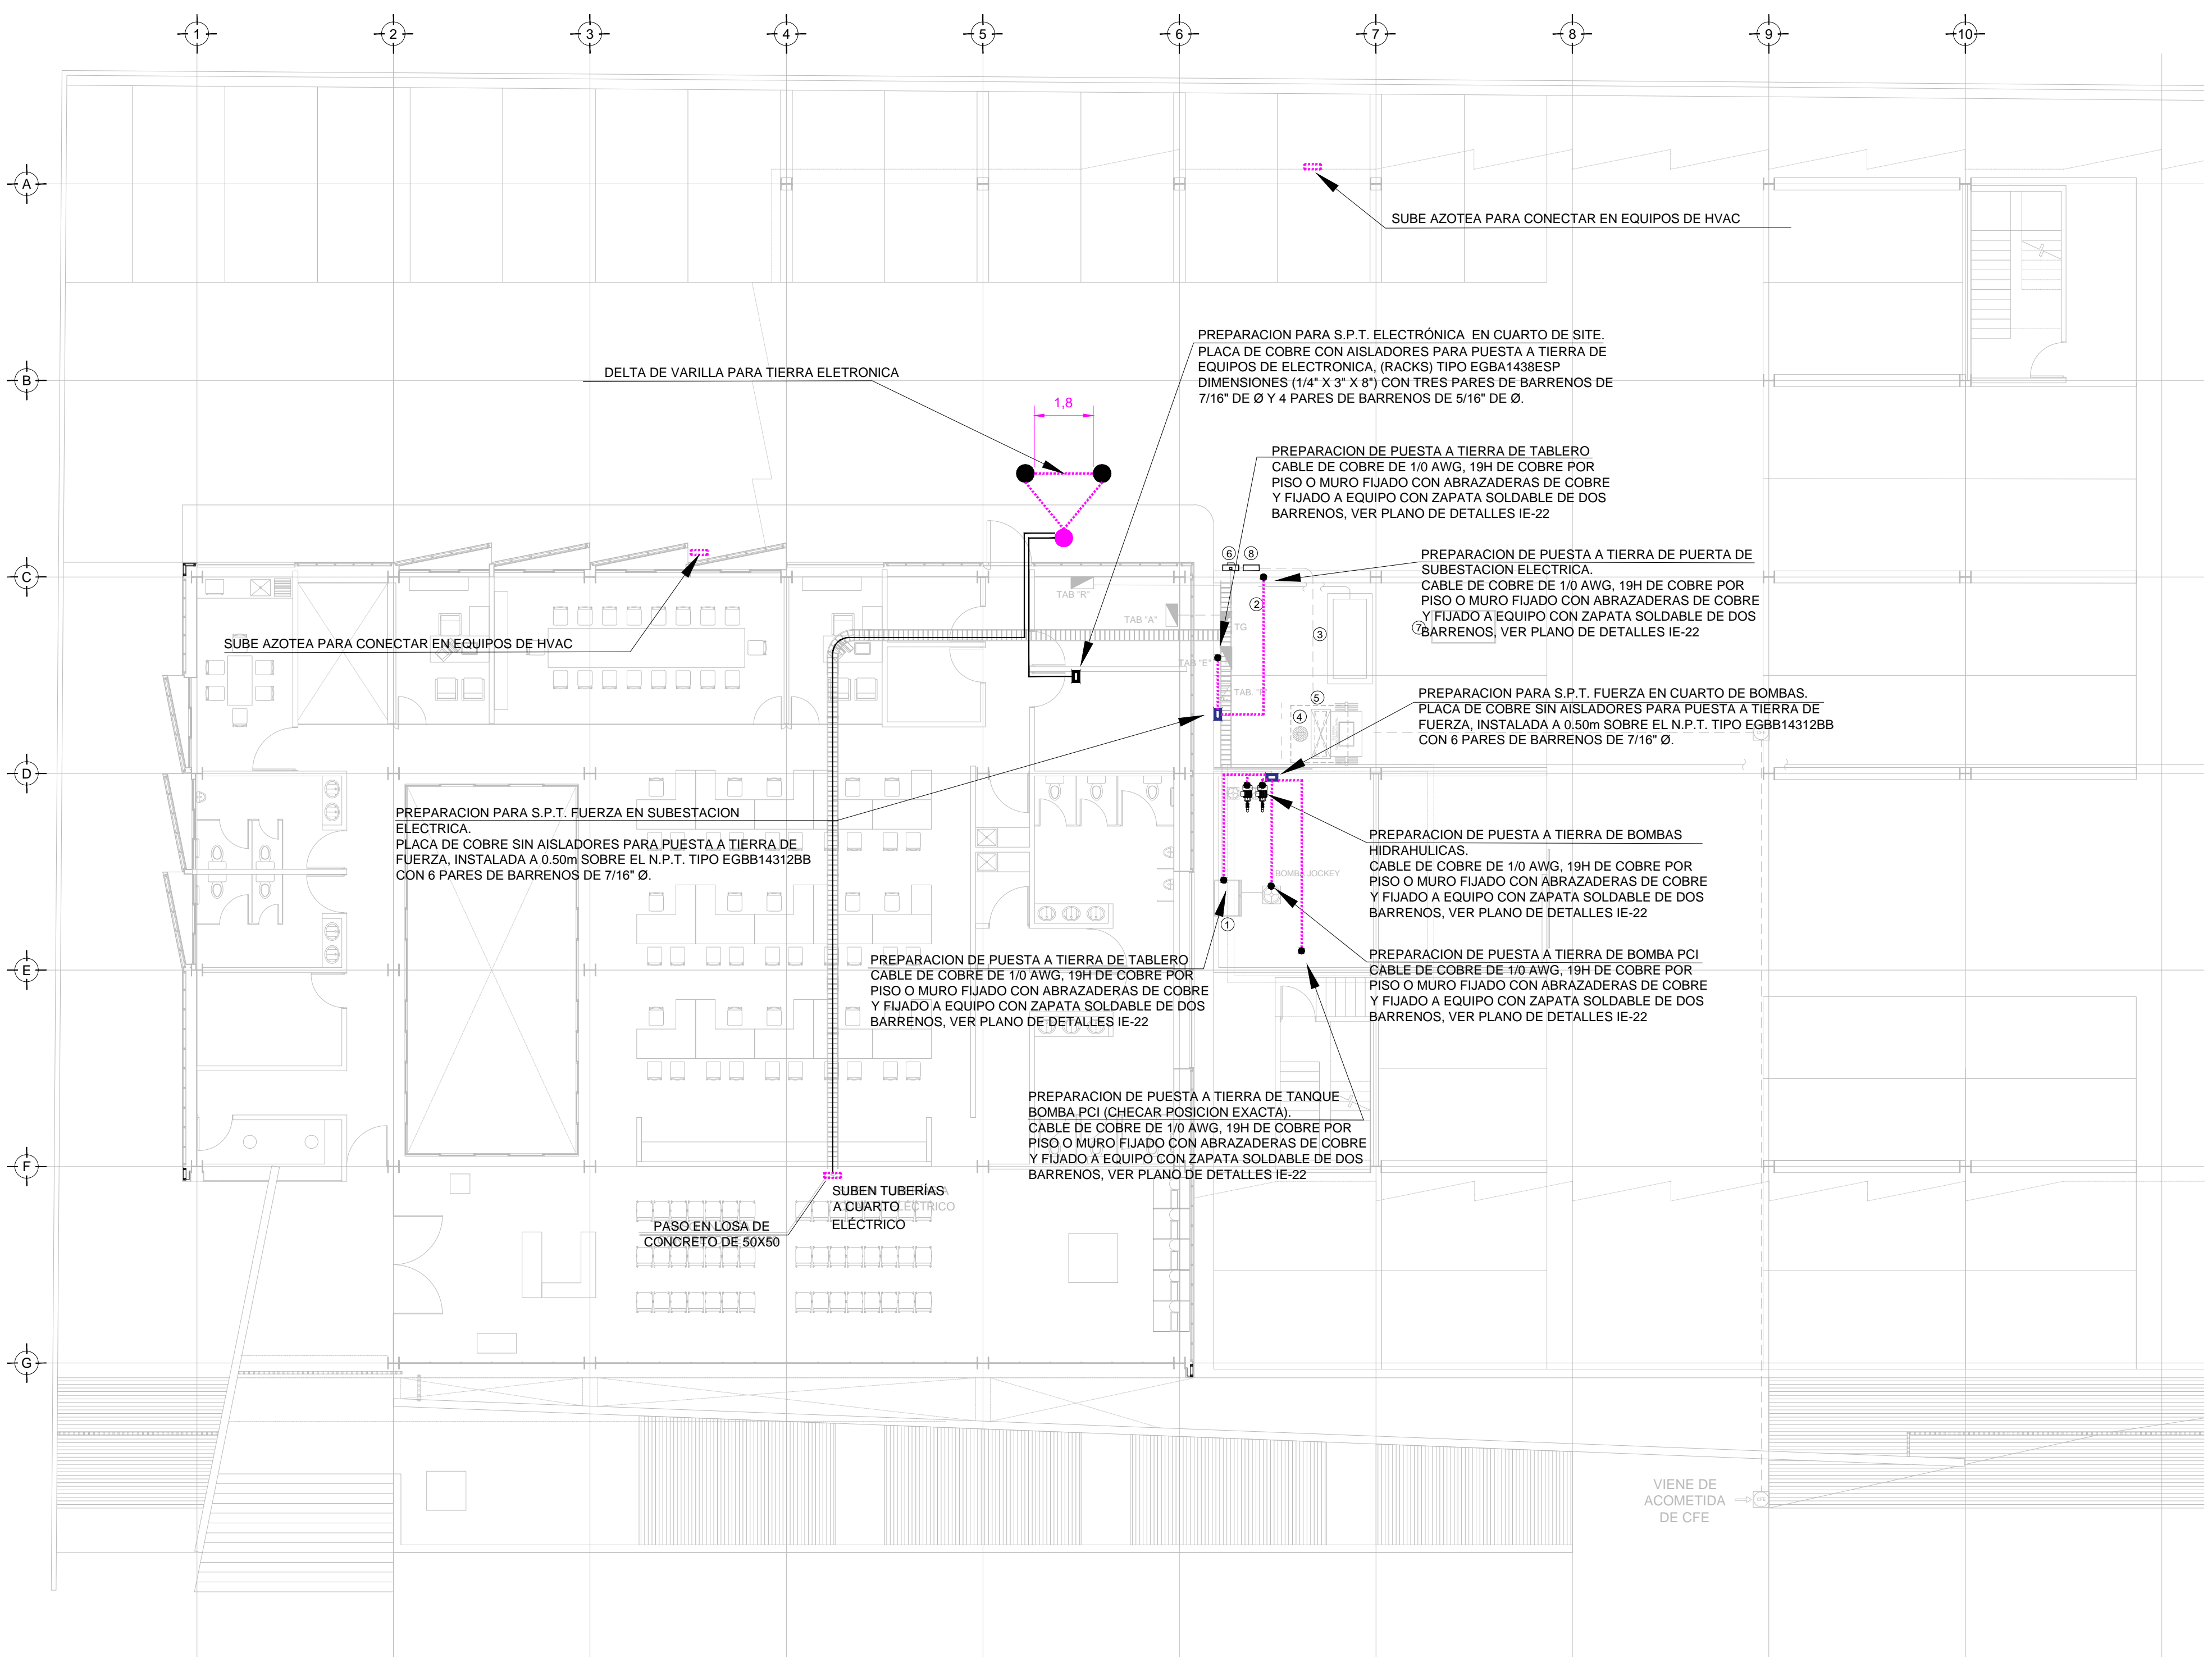 1
2
3
4
5
6
7
8
9
10
A
B
C
D
E
F
G
SUBE AZOTEA PARA CONECTAR EN EQUIPOS DE HVAC
PREPARACION PARA S.P.T. ELECTRÓNICA EN CUARTO DE SITE.
PLACA DE COBRE CON AISLADORES PARA PUESTA A TIERRA DE
EQUIPOS DE ELECTRONICA, (RACKS) TIPO EGBA1438ESP
DIMENSIONES (1/4" X 3" X 8") CON TRES PARES DE BARRENOS DE
7/16" DE Ø Y 4 PARES DE BARRENOS DE 5/16" DE Ø.
DELTA DE VARILLA PARA TIERRA ELETRONICA
1,8
PREPARACION DE PUESTA A TIERRA DE TABLERO
CABLE DE COBRE DE 1/0 AWG, 19H DE COBRE POR
PISO O MURO FIJADO CON ABRAZADERAS DE COBRE
Y FIJADO A EQUIPO CON ZAPATA SOLDABLE DE DOS
BARRENOS, VER PLANO DE DETALLES IE-22
PREPARACION DE PUESTA A TIERRA DE PUERTA DE
SUBESTACION ELECTRICA.
CABLE DE COBRE DE 1/0 AWG, 19H DE COBRE POR
PISO O MURO FIJADO CON ABRAZADERAS DE COBRE
Y FIJADO A EQUIPO CON ZAPATA SOLDABLE DE DOS
BARRENOS, VER PLANO DE DETALLES IE-22
6
8
2
3
7
5
4
1
TAB "R"
TAB "A"
TG
TAB "E"
SUBE AZOTEA PARA CONECTAR EN EQUIPOS DE HVAC
PREPARACION PARA S.P.T. FUERZA EN CUARTO DE BOMBAS.
PLACA DE COBRE SIN AISLADORES PARA PUESTA A TIERRA DE
FUERZA, INSTALADA A 0.50m SOBRE EL N.P.T. TIPO EGBB14312BB
CON 6 PARES DE BARRENOS DE 7/16" Ø.
PREPARACION PARA S.P.T. FUERZA EN SUBESTACION
ELECTRICA.
PLACA DE COBRE SIN AISLADORES PARA PUESTA A TIERRA DE
FUERZA, INSTALADA A 0.50m SOBRE EL N.P.T. TIPO EGBB14312BB
CON 6 PARES DE BARRENOS DE 7/16" Ø.
PREPARACION DE PUESTA A TIERRA DE BOMBAS
HIDRAHULICAS.
CABLE DE COBRE DE 1/0 AWG, 19H DE COBRE POR
PISO O MURO FIJADO CON ABRAZADERAS DE COBRE
Y FIJADO A EQUIPO CON ZAPATA SOLDABLE DE DOS
BARRENOS, VER PLANO DE DETALLES IE-22
BOMBA JOCKEY
PREPARACION DE PUESTA A TIERRA DE TABLERO
CABLE DE COBRE DE 1/0 AWG, 19H DE COBRE POR
PISO O MURO FIJADO CON ABRAZADERAS DE COBRE
Y FIJADO A EQUIPO CON ZAPATA SOLDABLE DE DOS
BARRENOS, VER PLANO DE DETALLES IE-22
PREPARACION DE PUESTA A TIERRA DE BOMBA PCI
CABLE DE COBRE DE 1/0 AWG, 19H DE COBRE POR
PISO O MURO FIJADO CON ABRAZADERAS DE COBRE
Y FIJADO A EQUIPO CON ZAPATA SOLDABLE DE DOS
BARRENOS, VER PLANO DE DETALLES IE-22
PREPARACION DE PUESTA A TIERRA DE TANQUE
BOMBA PCI (CHECAR POSICION EXACTA).
CABLE DE COBRE DE 1/0 AWG, 19H DE COBRE POR
PISO O MURO FIJADO CON ABRAZADERAS DE COBRE
Y FIJADO A EQUIPO CON ZAPATA SOLDABLE DE DOS
BARRENOS, VER PLANO DE DETALLES IE-22
SUBEN TUBERÍAS
A CUARTO
ELÉCTRICO
PASO EN LOSA DE
CONCRETO DE 50X50
VIENE DE
ACOMETIDA
DE CFE